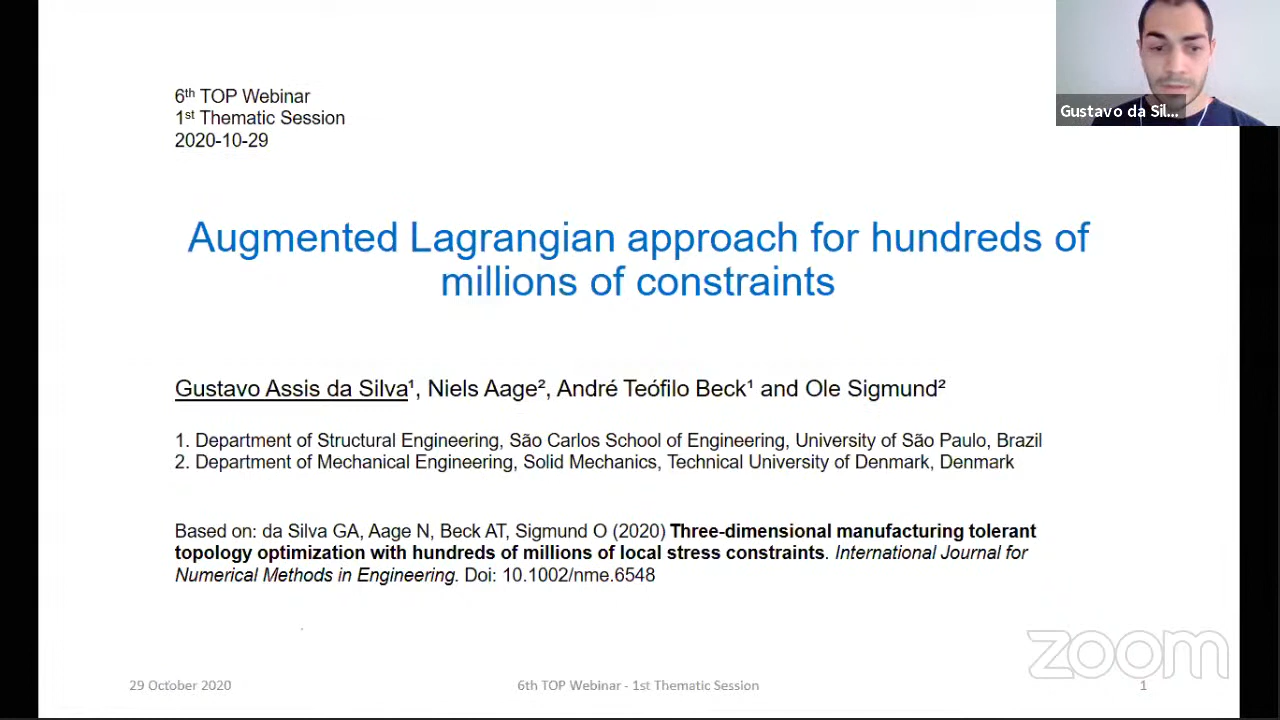 6th TOP Webinar
1st Thematic Session
2020-10-29
Gustavo da Sil...
Augmented Lagrangian approach for hundreds of
millions of constraints
Gustavo Assis da Silva¹, Niels Aage², André Teófilo Beck¹ and Ole Sigmund²
1. Department of Structural Engineering, São Carlos School of Engineering, University of São Paulo, Brazil
2. Department of Mechanical Engineering, Solid Mechanics, Technical University of Denmark, Denmark
Based on: da Silva GA, Aage N, Beck AT, Sigmund O (2020) Three-dimensional manufacturing tolerant
topology optimization with hundreds of millions of local stress constraints. International Journal for
Numerical Methods in Engineering. Doi: 10.1002/nme.6548
zoom
29 October 2020
6th TOP Webinar - 1st Thematic Session
1